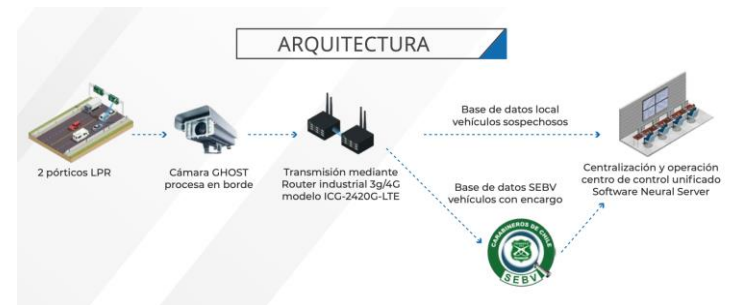 ARQUITECTURA
2 pórticos LPR
Cámara GHOST
procesa en borde
Transmisión mediante
Router industrial 3g/4G
modelo ICG-2420G-LTE
Base de datos local
vehículos sospechosos
Base de datos SEBV
vehículos con encargo
CARABINEROS DE CHILE
SEBV
Centralización y operación
centro de control unificado
Software Neural Server